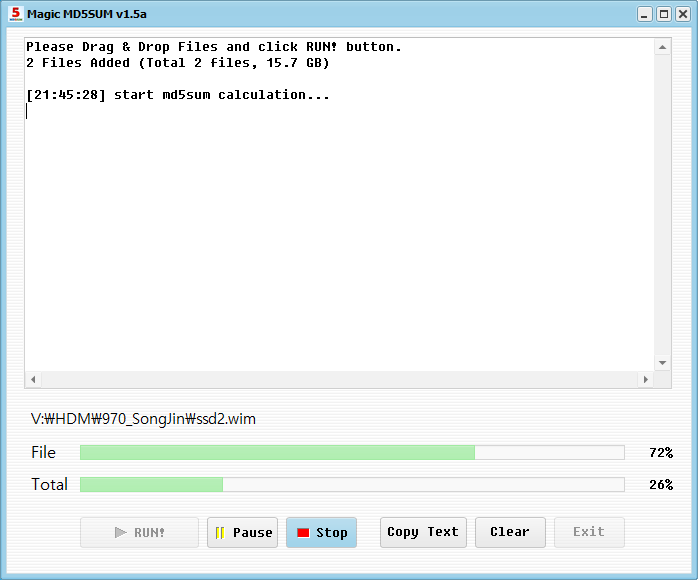 5 Magic MD5SUM v1.5a
Please Drag & Drop Files and click RUN! button.
2 Files Added (Total 2 files, 15.7 GB)
[21:45:28] start md5sum calculation...
V:₩HDM₩970_SongJin₩ssd2.wim
File 72%
Total 26%
RUN! Pause Stop Copy Text Clear Exit